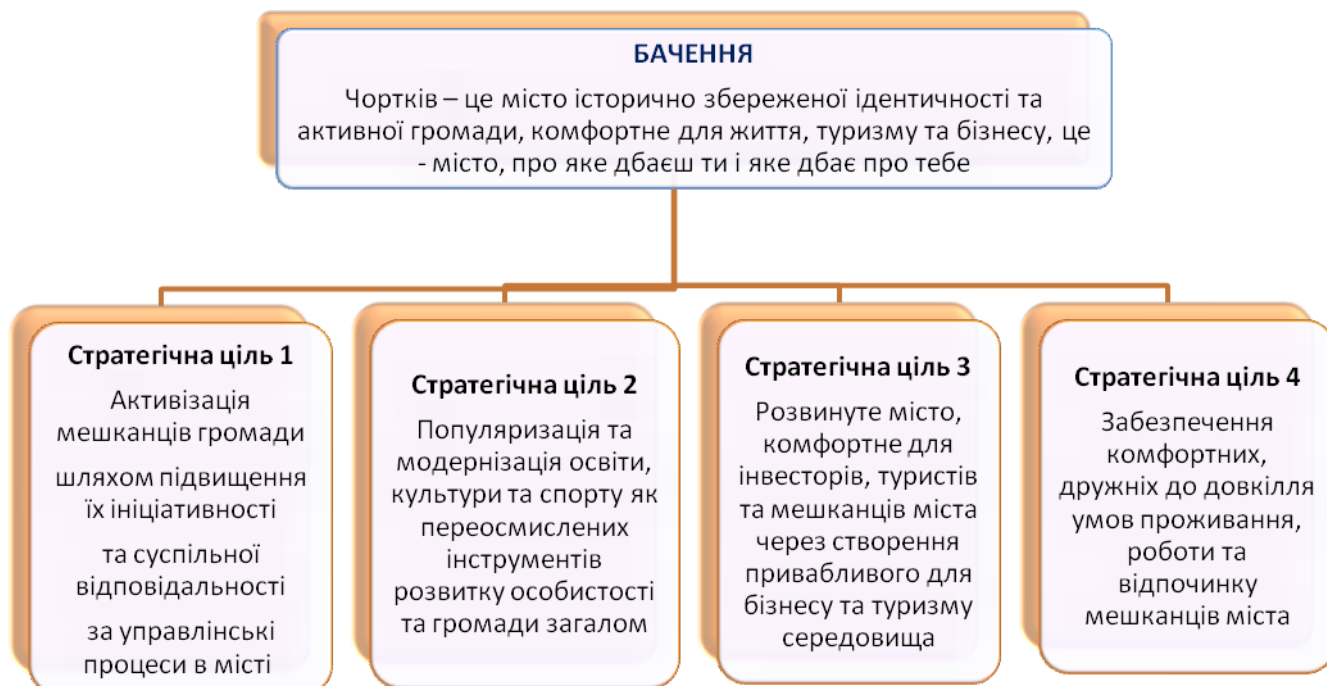 БАЧЕННЯ
Чортків – це місто історично збереженої ідентичності та
активної громади, комфортне для життя, туризму та бізнесу, це
- місто, про яке дбаєш ти і яке дбає про тебе
Стратегічна ціль 1
Активізація
мешканців громади
шляхом підвищення
їх ініціативності
та суспільної
відповідальності
за управлінські
процеси в місті
Стратегічна ціль 2
Популяризація та
модернізація освіти,
культури та спорту як
переосмислених
інструментів
розвитку особистості
та громади загалом
Стратегічна ціль 3
Розвинуте місто,
комфортне для
інвесторів, туристів
та мешканців міста
через створення
привабливого для
бізнесу та туризму
середовища
Стратегічна ціль 4
Забезпечення
комфортних,
дружніх до довкілля
умов проживання,
роботи та
відпочинку
мешканців міста